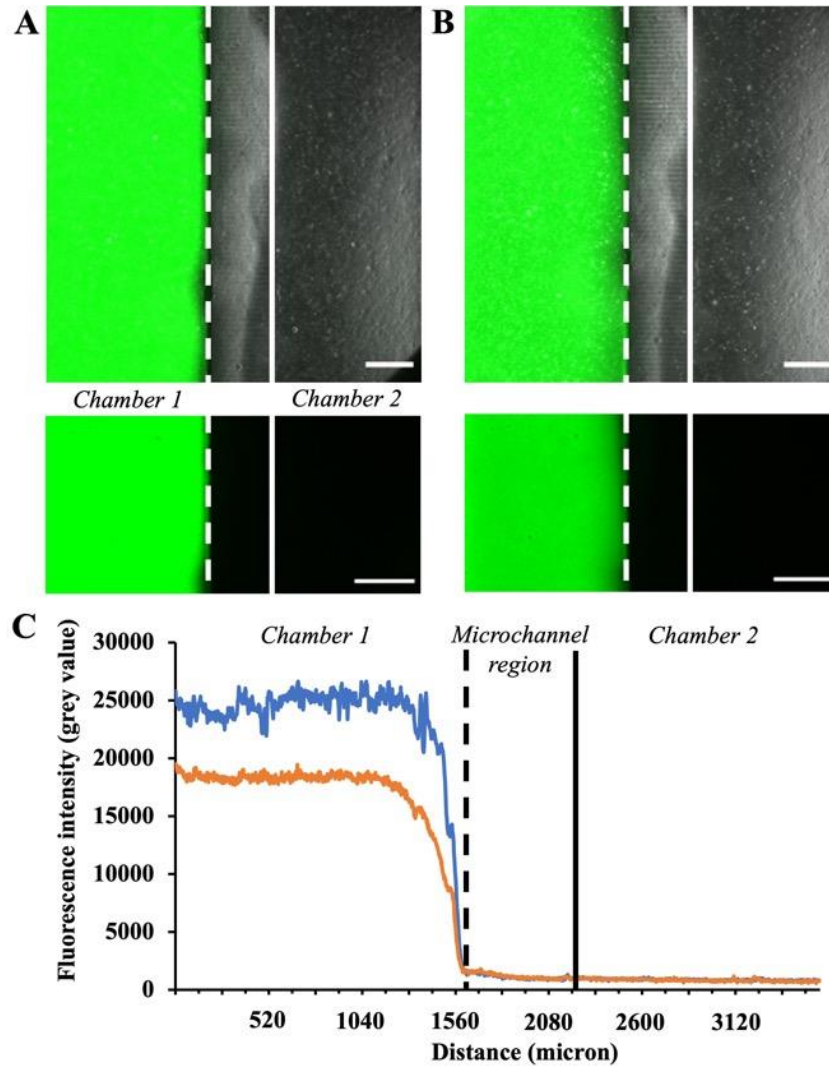 A
B
Chamber 1
Chamber 2
C
Chamber 1
Microchannel
region
Chamber 2
Fluorescence intensity (grey value)
30000
25000
20000
15000
10000
5000
0
520
1040
1560
2080
2600
3120
Distance (micron)